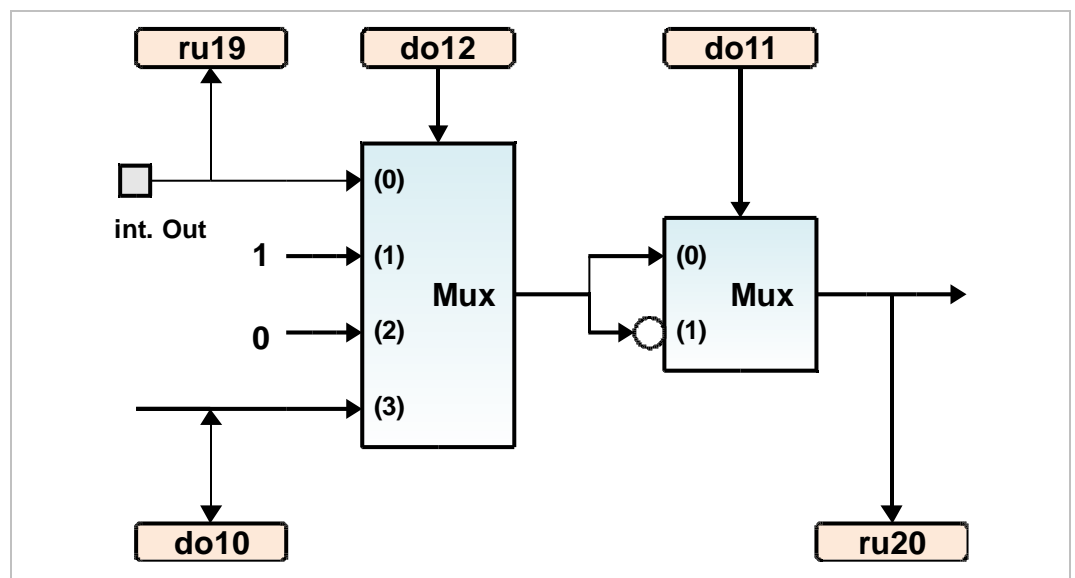 ru19
do12
do11
(0)
int. Out
1
(1)
(0)
Mux
Mux
0
(2)
(1)
(3)
do10
ru20